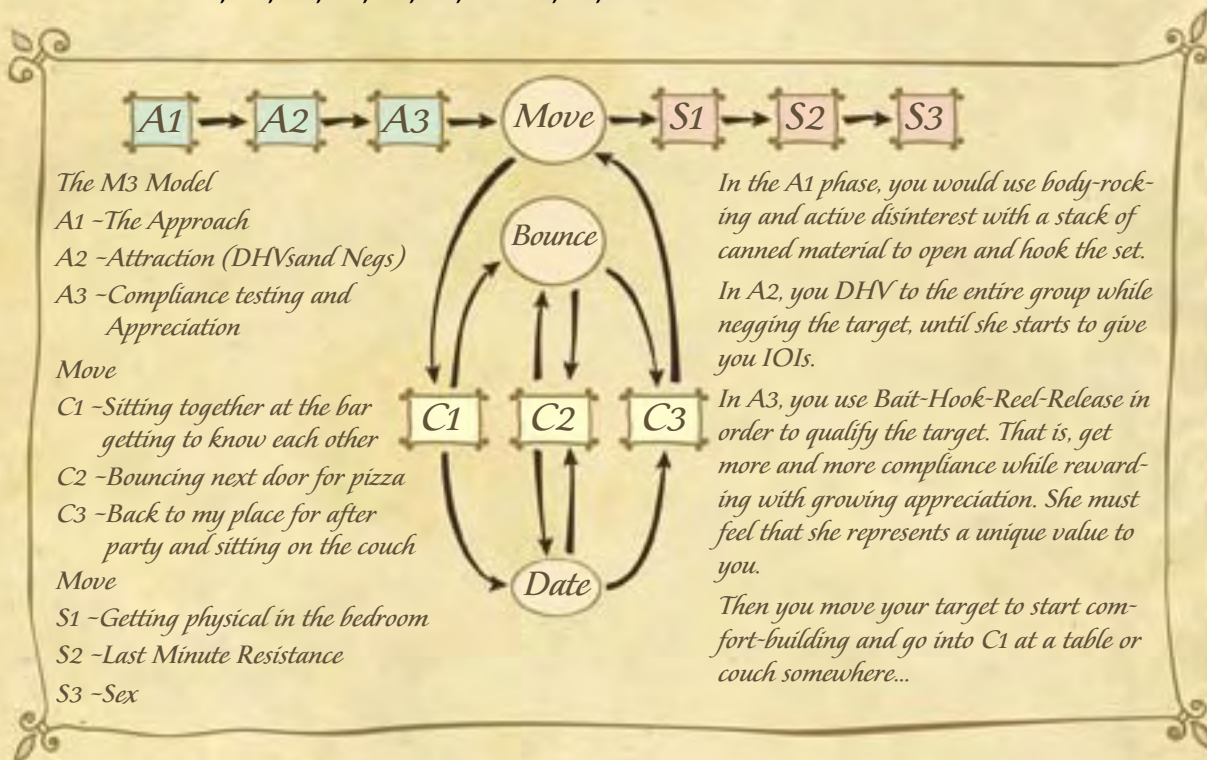 A1
A2
A3
Move
S1
S2
S3
The M3 Model
A1 -The Approach
A2 -Attraction (DHVsand Negs)
A3 -Compliance testing and
Appreciation
Move
C1 -Sitting together at the bar
getting to know each other
C2 -Bouncing next door for pizza
C3 -Back to my place for after
party and sitting on the couch
Move
S1 -Getting physical in the bedroom
S2 -Last Minute Resistance
S3 -Sex
Bounce
C1
C2
C3
Date
In the A1 phase, you would use body-rock-
ing and active disinterest with a stack of
canned material to open and hook the set.
In A2, you DHV to the entire group while
negging the target, until she starts to give
you IOIs.
In A3, you use Bait-Hook-Reel-Release in
order to qualify the target. That is, get
more and more compliance while reward-
ing with growing appreciation. She must
feel that she represents a unique value to
you.
Then you move your target to start com-
fort-building and go into C1 at a table or
couch somewhere...